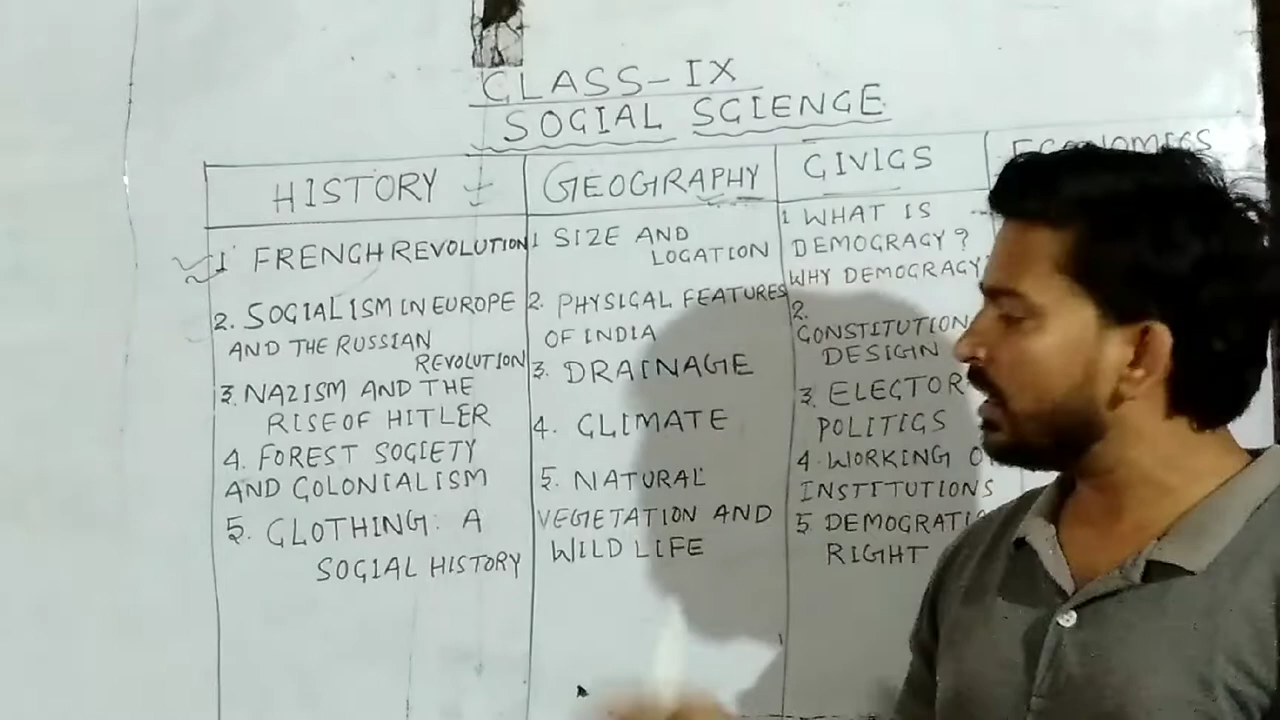 CLASS-IX
SOCIAL SCIENCE
HISTORY
1 FRENCH REVOLUTION
2. SOCIALISM IN EUROPE
AND THE RUSSIAN
REVOLUTION
3. NAZISM AND THE
RISE OF HITLER
4. FOREST SOCIETY
AND COLONIALISM
5. CLOTHING: A
SOCIAL HISTORY
GEOGRAPHY
1 SIZE AND
LOCATION
2. PHYSICAL FEATURES
OF INDIA
3. DRAINAGE
4. CLIMATE
5. NATURAL
VEGETATION AND
WILD LIFE
CIVICS
1 WHAT IS
DEMOCRACY?
WHY DEMOCRACY
2.
CONSTITUTION
DESIGN
3. ELECTOR
POLITICS
4. WORKING
INSTITUTIONS
5 DEMOCRATI
RIGHT
ECONOMICS